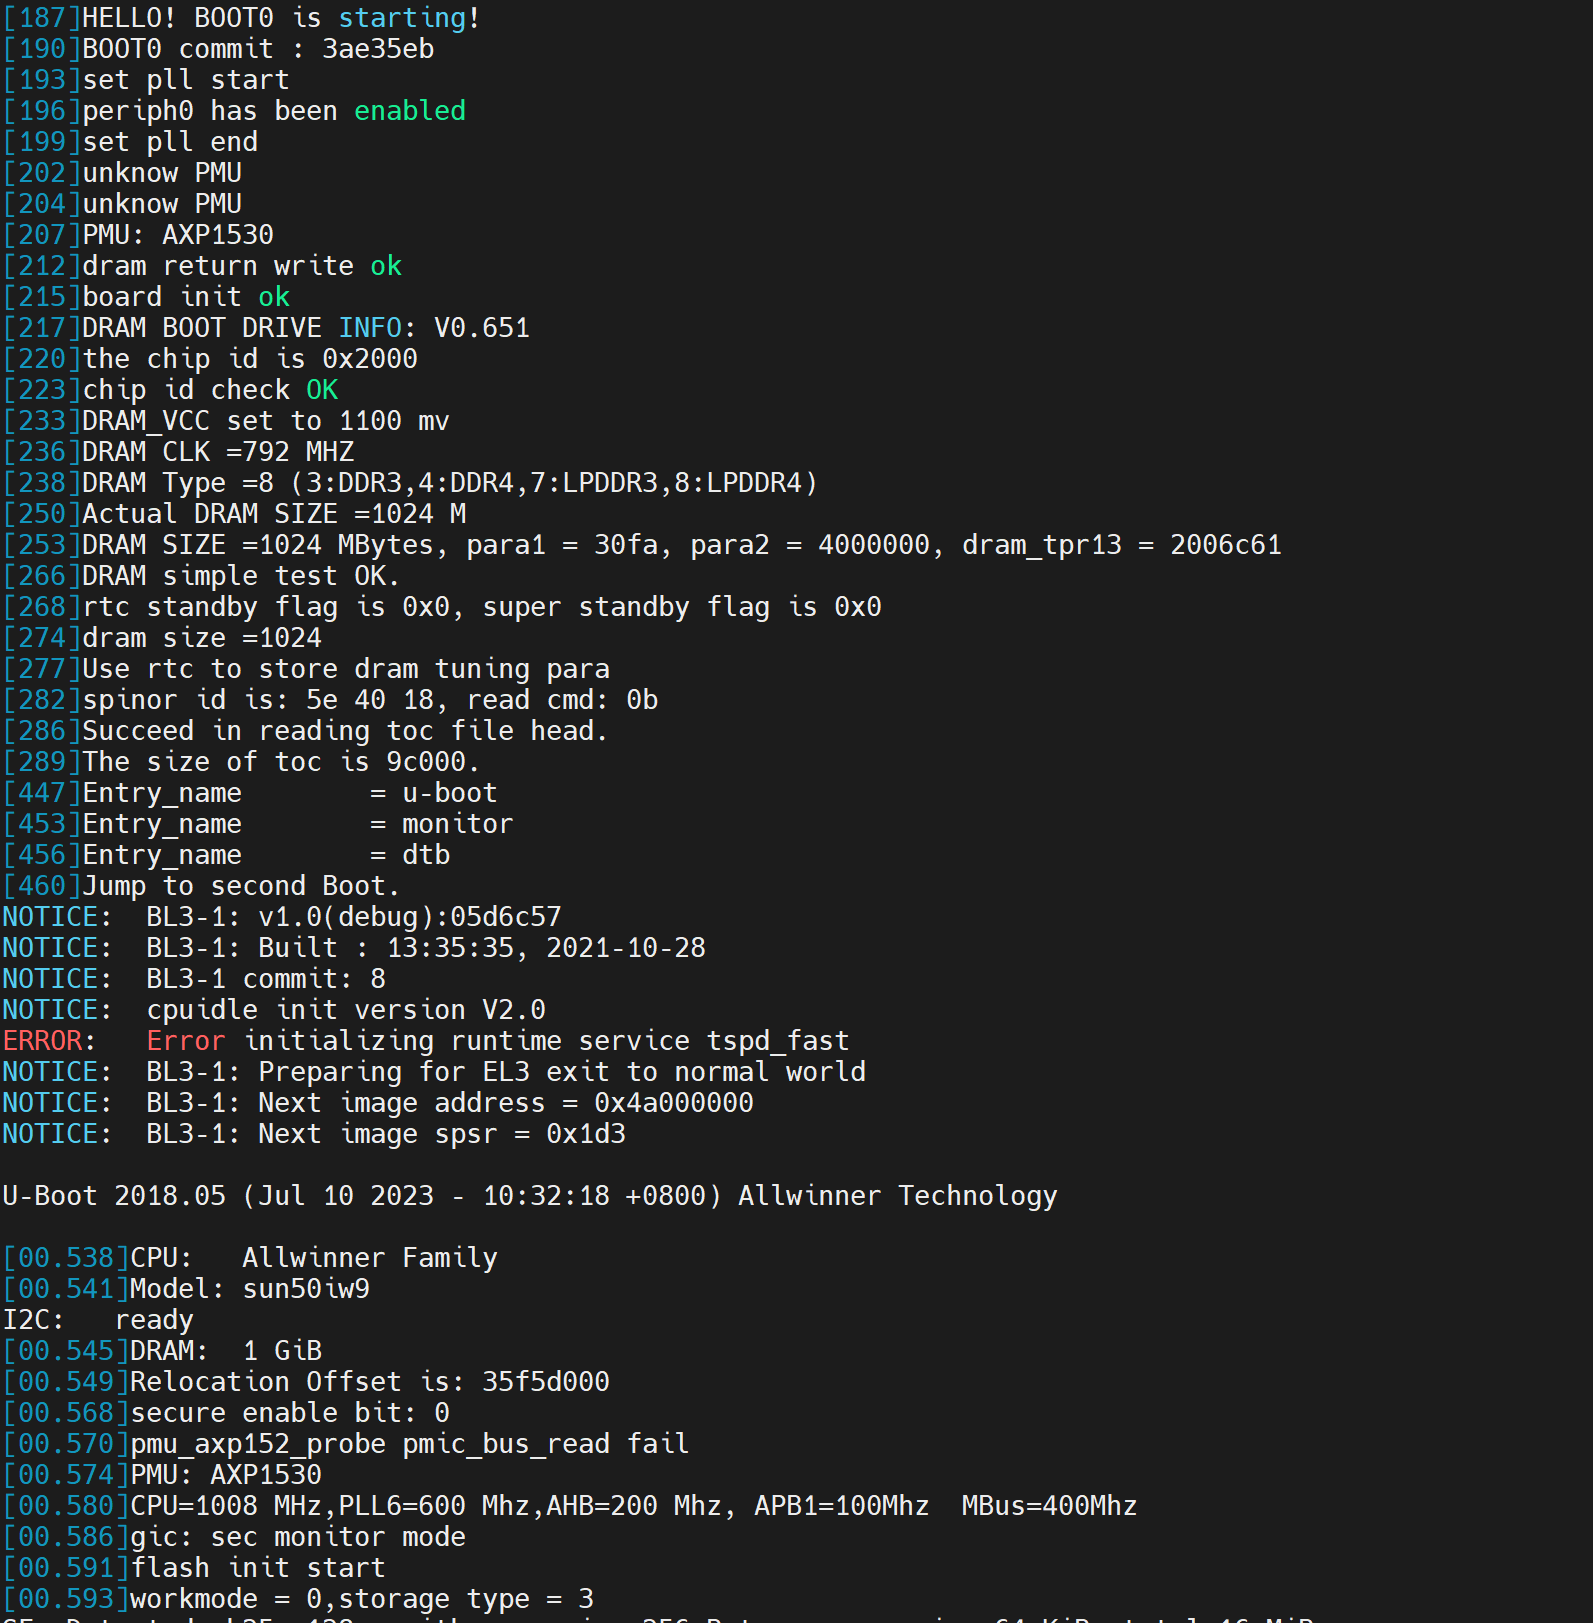 [187]HELLO! BOOT0 is starting!
[190]BOOT0 commit : 3ae35eb
[193]set pll start
[196]periph0 has been enabled
[199]set pll end
[202]unknow PMU
[204]unknow PMU
[207]PMU: AXP1530
[212]dram return write ok
[215]board init ok
[217]DRAM BOOT DRIVE INFO: V0.651
[220]the chip id is 0x2000
[223]chip id check OK
[233]DRAM_VCC set to 1100 mv
[236]DRAM CLK =792 MHZ
[238]DRAM Type =8 (3:DDR3,4:DDR4,7:LPDDR3,8:LPDDR4)
[250]Actual DRAM SIZE =1024 M
[253]DRAM SIZE =1024 MBytes, para1 = 30fa, para2 = 4000000, dram_tpr13 = 2006c61
[266]DRAM simple test OK.
[268]rtc standby flag is 0x0, super standby flag is 0x0
[274]dram size =1024
[277]Use rtc to store dram tuning para
[282]spinor id is: 5e 40 18, read cmd: 0b
[286]Succeed in reading toc file head.
[289]The size of toc is 9c000.
[447]Entry_name        = u-boot
[453]Entry_name        = monitor
[456]Entry_name        = dtb
[460]Jump to second Boot.
NOTICE:  BL3-1: v1.0(debug):05d6c57
NOTICE:  BL3-1: Built : 13:35:35, 2021-10-28
NOTICE:  BL3-1 commit: 8
NOTICE:  cpuidle init version V2.0
ERROR:   Error initializing runtime service tspd_fast
NOTICE:  BL3-1: Preparing for EL3 exit to normal world
NOTICE:  BL3-1: Next image address = 0x4a000000
NOTICE:  BL3-1: Next image spsr = 0x1d3
U-Boot 2018.05 (Jul 10 2023 - 10:32:18 +0800) Allwinner Technology
[00.538]CPU:   Allwinner Family
[00.541]Model: sun50iw9
I2C:   ready
[00.545]DRAM:  1 GiB
[00.549]Relocation Offset is: 35f5d000
[00.568]secure enable bit: 0
[00.570]pmu_axp152_probe pmic_bus_read fail
[00.574]PMU: AXP1530
[00.580]CPU=1008 MHz,PLL6=600 Mhz,AHB=200 Mhz, APB1=100Mhz  MBus=400Mhz
[00.586]gic: sec monitor mode
[00.591]flash init start
[00.593]workmode = 0,storage type = 3